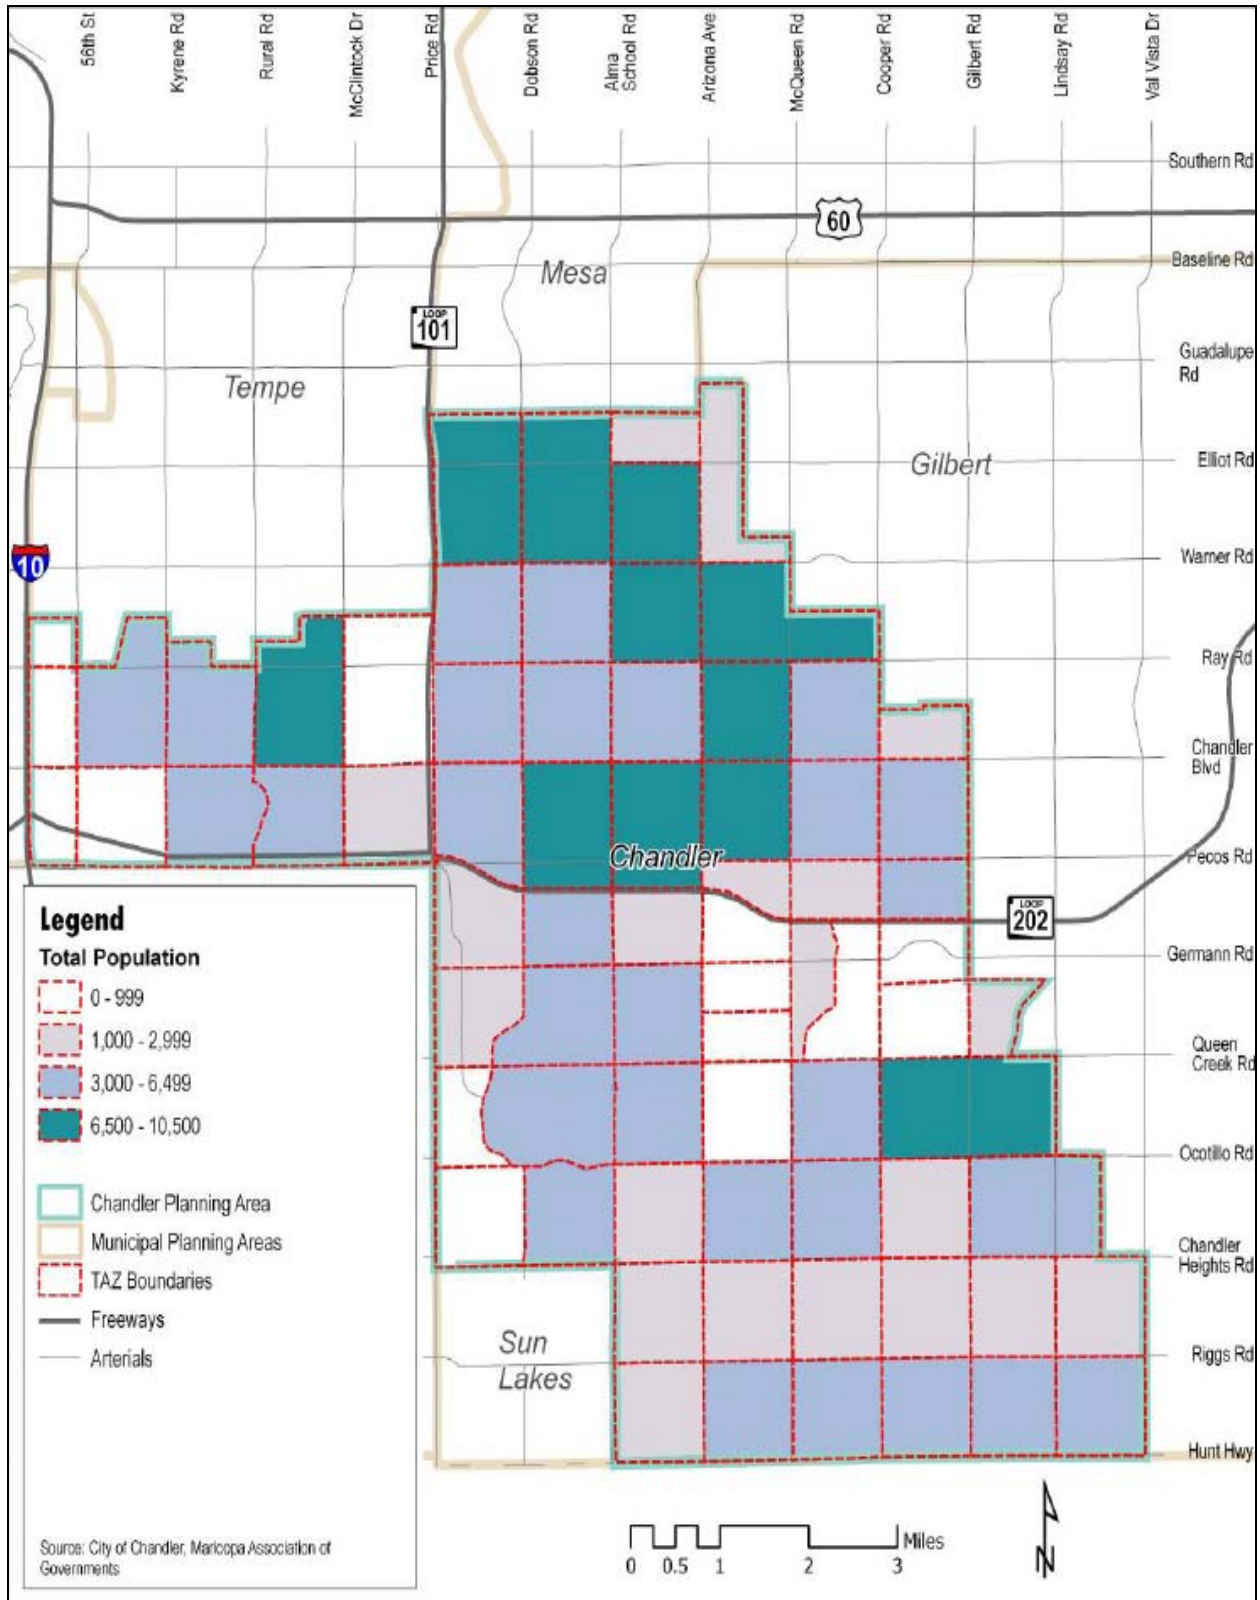 56th St
Kyrene Rd
Rural Rd
McClintock Dr
Price Rd
Dobson Rd
Alma
School Rd
Arizona Ave
McQueen Rd
Cooper Rd
Gilbert Rd
Lindsay Rd
Val Vista Dr
Southern Rd
60
Baseline Rd
Mesa
LOOP
101
Guadalupe
Rd
Tempe
Gilbert
Elliot Rd
10
Warner Rd
Ray Rd
Chandler
Blvd
Chandler
Pecos Rd
LOOP
202
Germann Rd
Queen
Creek Rd
Ocotillo Rd
Chandler
Heights Rd
Sun
Lakes
Riggs Rd
Hunt Hwy
Legend
Total Population
0 - 999
1,000 - 2,999
3,000 - 6,499
6,500 - 10,500
Chandler Planning Area
Municipal Planning Areas
TAZ Boundaries
Freeways
Arterials
Source: City of Chandler, Maricopa Association of
Governments
Miles
0 0.5 1 2 3
N